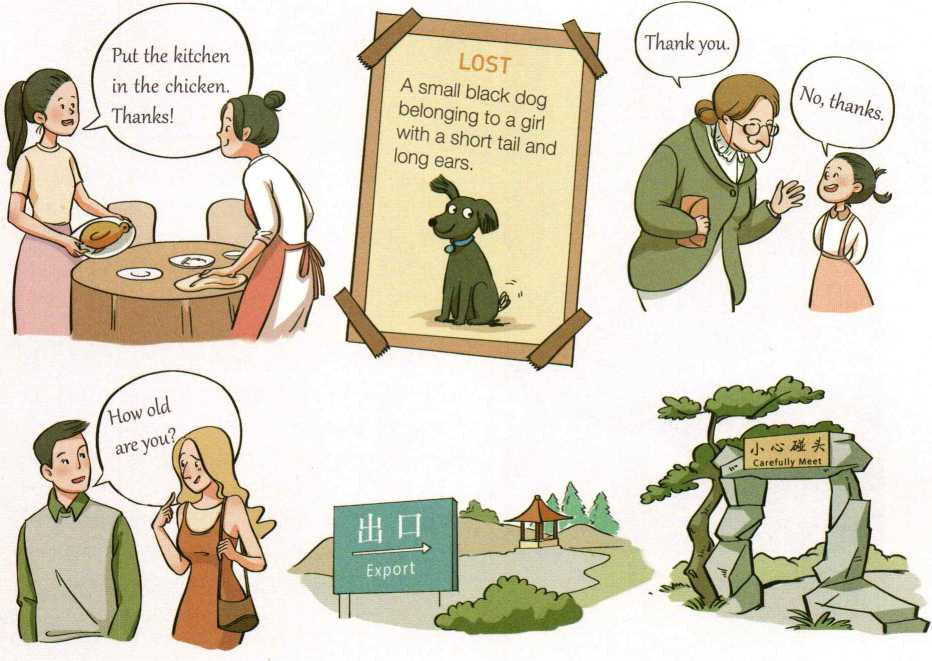 Put the kitchen
in the chicken.
Thanks!
LOST
A small black dog
belonging to a girl
with a short tail and
long ears.
Thank you.
No, thanks.
How old
are you?
出口
Export
小心碰头
Carefully Meet